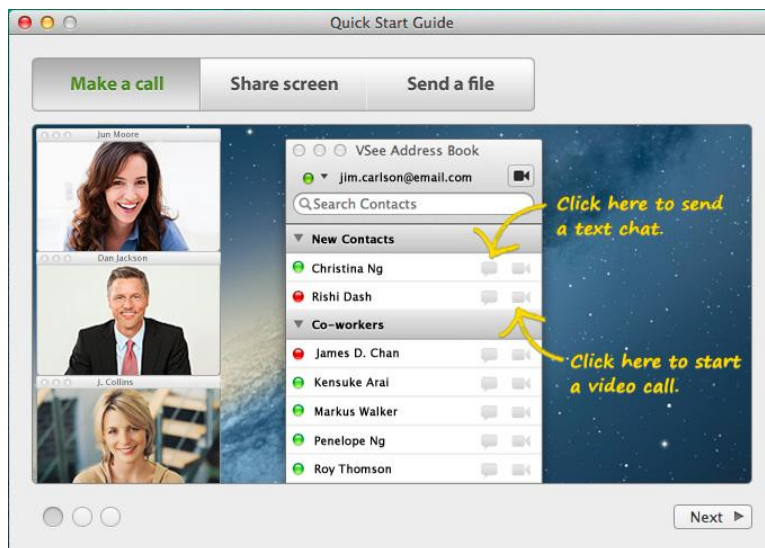 Quick Start Guide
Make a call
Share screen
Send a file
Jun Moore
Dan Jackson
J. Collins
VSee Address Book
jim.carlson@email.com
Search Contacts
New Contacts
Christina Ng
Rishi Dash
Co-workers
James D. Chan
Kensuke Arai
Markus Walker
Penelope Ng
Roy Thomson
Click here to send
a text chat.
Click here to start
a video call.
Next